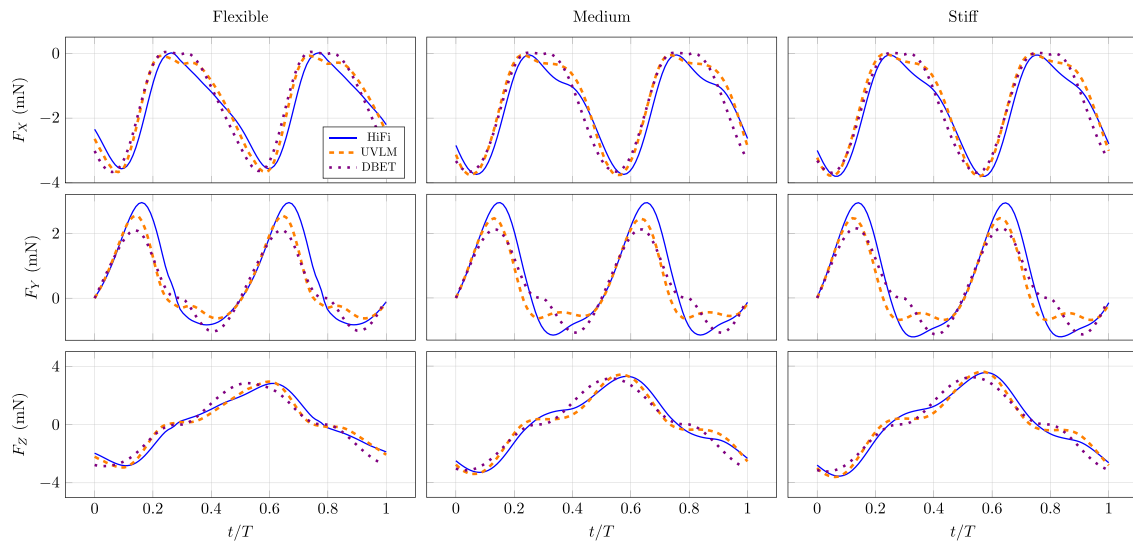 Flexible Medium Stiff
0
−2
−4
F_X (mN)
HiFi
UVLM
DBET
2
0
F_Y (mN)
4
0
−4
F_Z (mN)
0 0.2 0.4 0.6 0.8 1 0 0.2 0.4 0.6 0.8 1 0 0.2 0.4 0.6 0.8 1
t/T t/T t/T